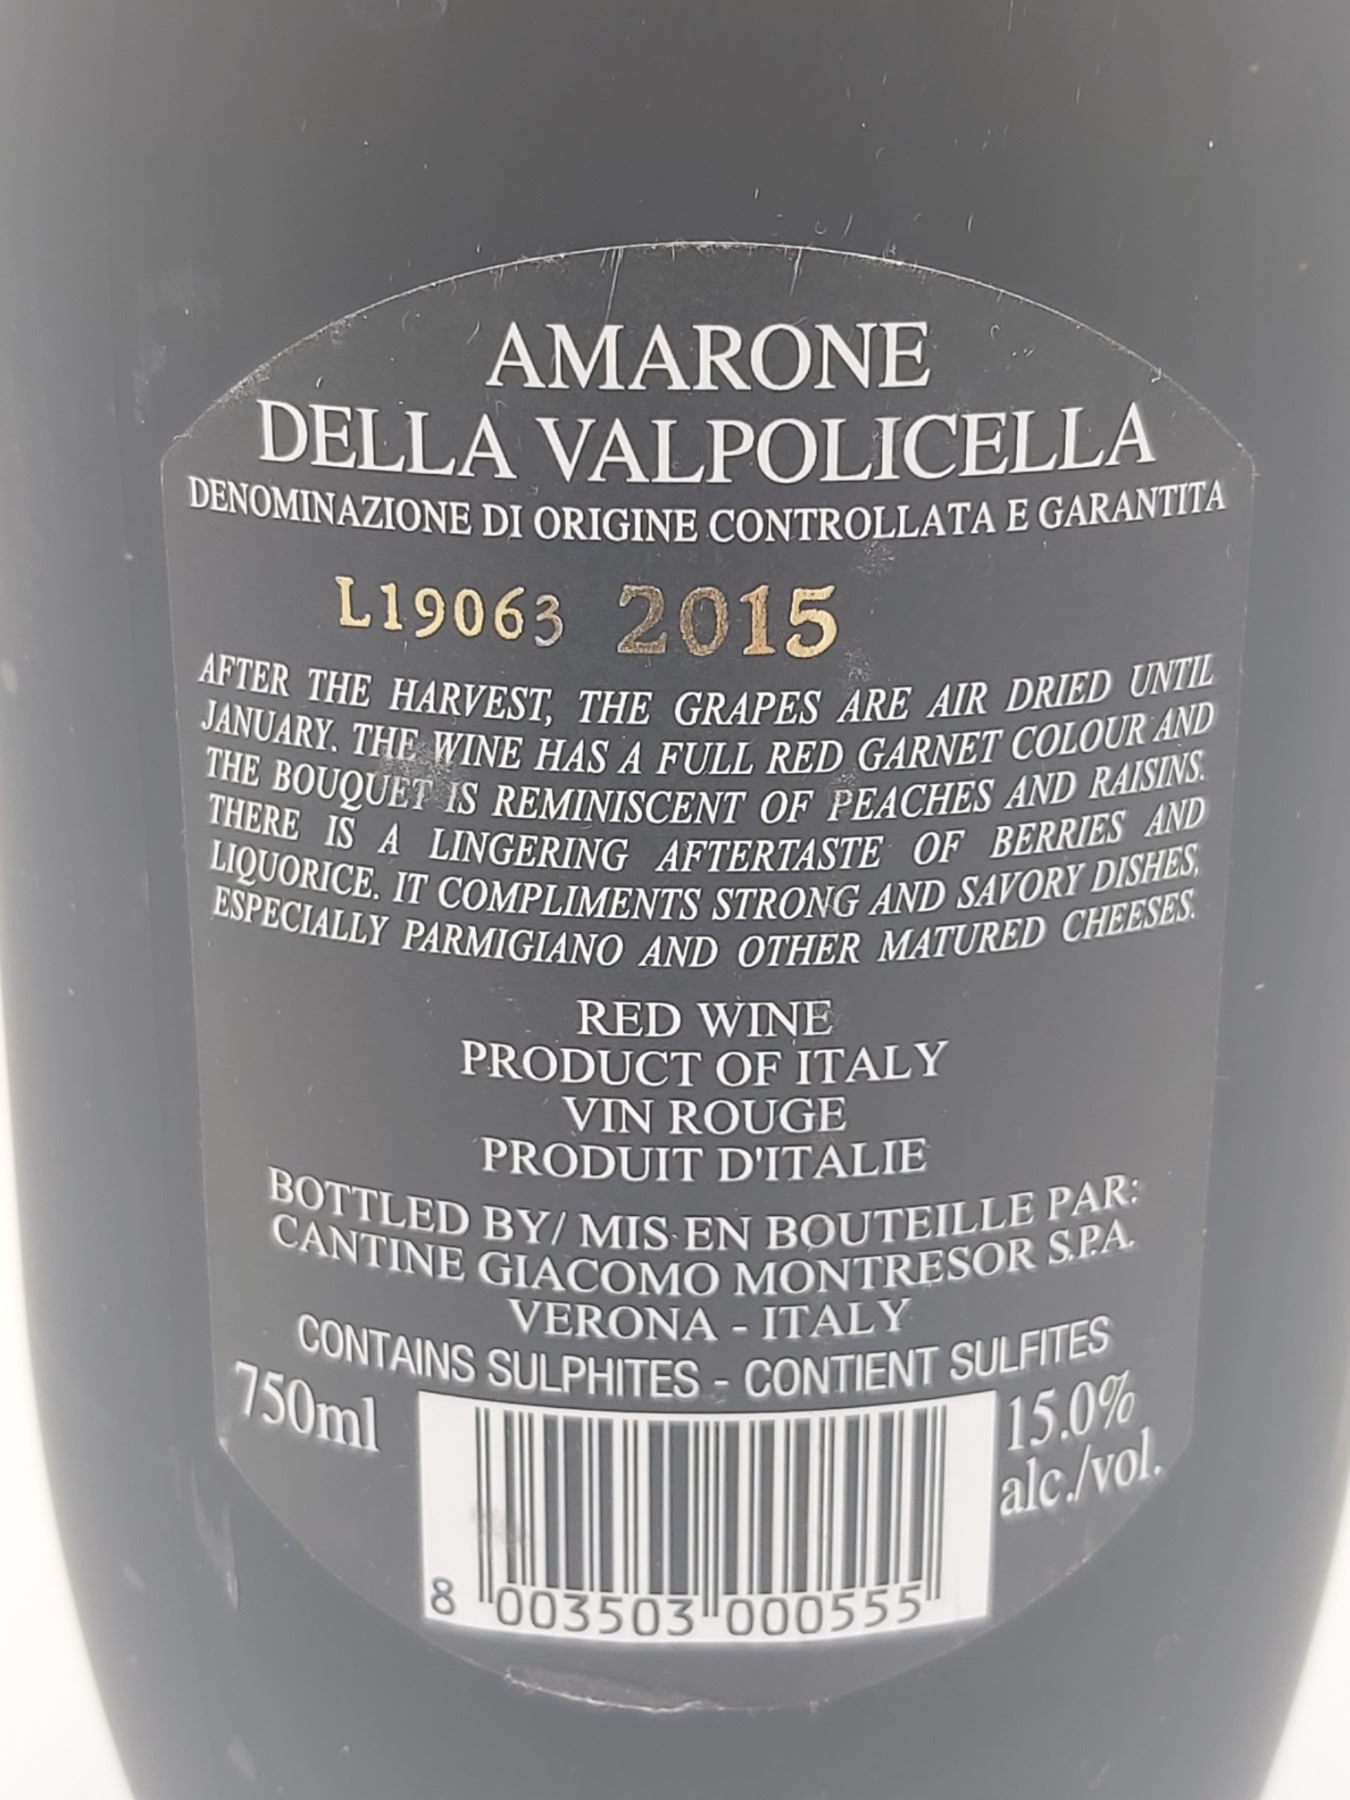 AMARONE
DELLA VALPOLICELLA
DENOMINAZIONE DI ORIGINE CONTROLLATA E GARANTITA
L19063 2015
AFTER THE HARVEST, THE GRAPES ARE AIR DRIED UNTIL
JANUARY. THE WINE HAS A FULL RED GARNET COLOUR AND
THE BOUQUET IS REMINISCENT OF PEACHES AND RAISINS.
THERE IS A LINGERING AFTERTASTE OF BERRIES AND
LIQUORICE. IT COMPLIMENTS STRONG AND SAVORY DISHES,
ESPECIALLY PARMIGIANO AND OTHER MATURED CHEESES.
RED WINE
PRODUCT OF ITALY
VIN ROUGE
PRODUIT D'ITALIE
BOTTLED BY/ MIS EN BOUTEILLE PAR:
CANTINE GIACOMO MONTRESOR S.P.A.
VERONA - ITALY
CONTAINS SULPHITES - CONTIENT SULFITES
750ml
15.0%
alc./vol.
8 003503 000555